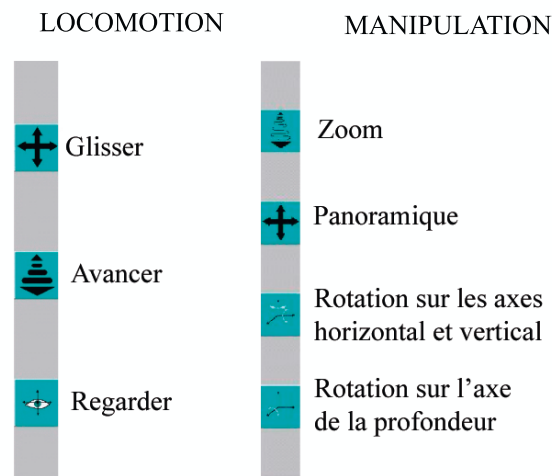 LOCOMOTION
Glisser
Avancer
Regarder
MANIPULATION
Zoom
Panoramique
Rotation sur les axes
horizontal et vertical
Rotation sur l'axe
de la profondeur